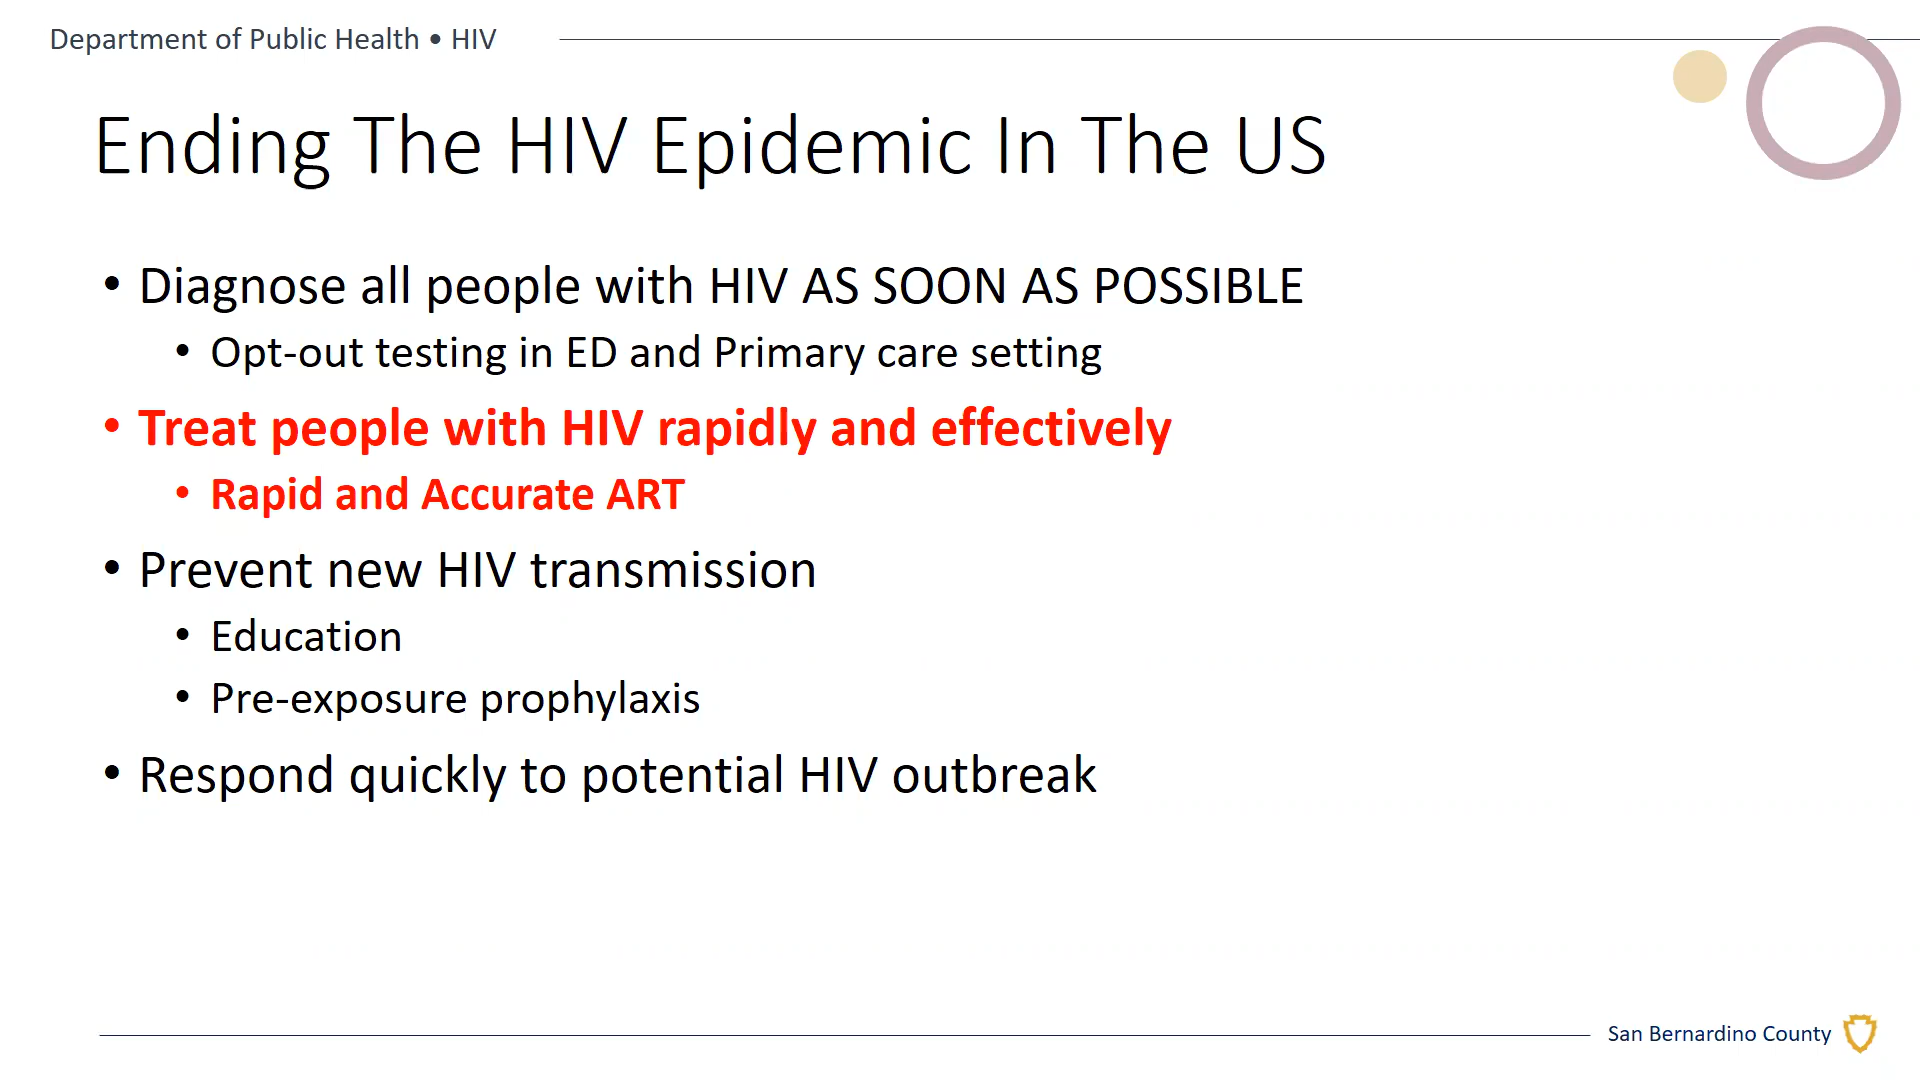 Department of Public Health • HIV
Ending The HIV Epidemic In The US
• Diagnose all people with HIV AS SOON AS POSSIBLE
• Opt-out testing in ED and Primary care setting
• Treat people with HIV rapidly and effectively
• Rapid and Accurate ART
• Prevent new HIV transmission
• Education
• Pre-exposure prophylaxis
• Respond quickly to potential HIV outbreak
San Bernardino County